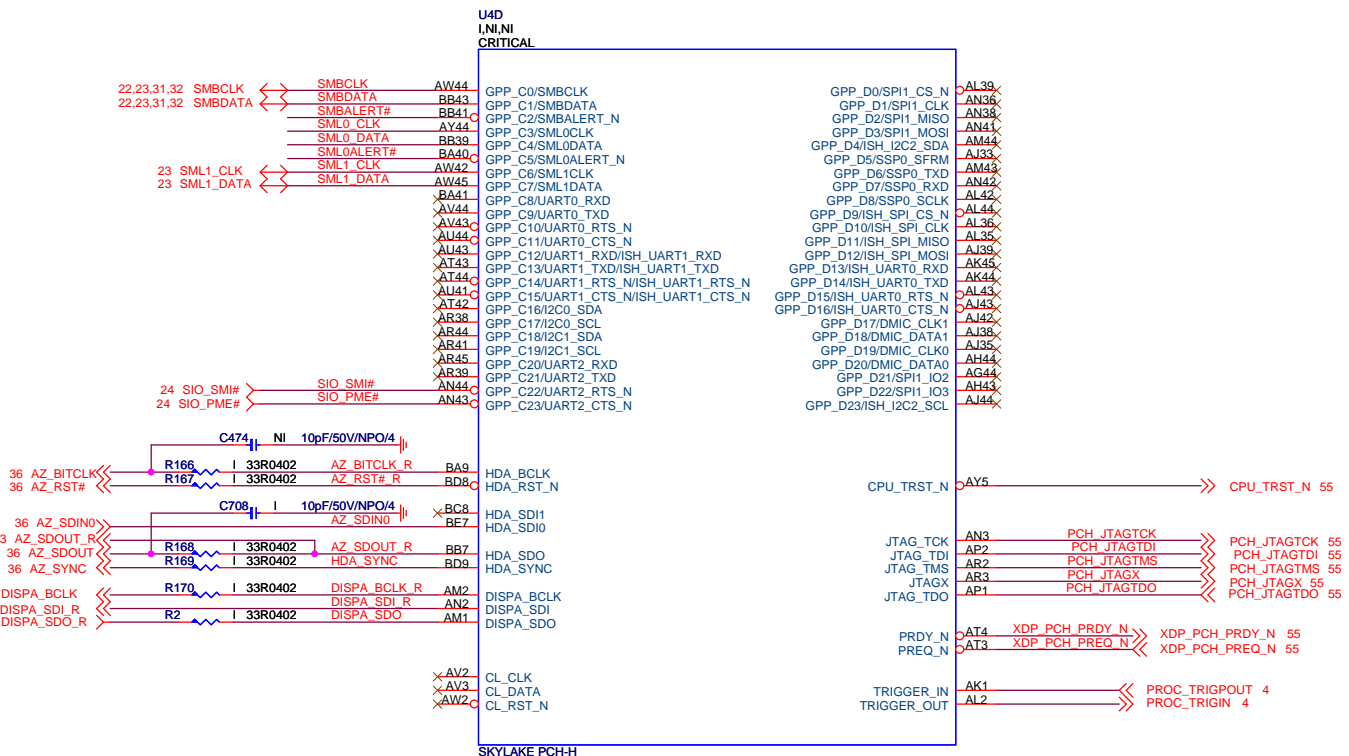 U4D
I,NI,NI
CRITICAL
22,23,31,32 SMBCLK SMBCLK AW44 GPP_C0/SMBCLK
22,23,31,32 SMBDATA SMBDATA BB43 GPP_C1/SMBDATA
SMBALERT# BB41 GPP_C2/SMBALERT_N
SML0_CLK AY44 GPP_C3/SML0CLK
SML0_DATA BB39 GPP_C4/SML0DATA
SML0ALERT# BA40 GPP_C5/SML0ALERT_N
23 SML1_CLK SML1_CLK AW42 GPP_C6/SML1CLK
23 SML1_DATA SML1_DATA AW45 GPP_C7/SML1DATA
BA41 GPP_C8/UART0_RXD
AV44 GPP_C9/UART0_TXD
AV43 GPP_C10/UART0_RTS_N
AU44 GPP_C11/UART0_CTS_N
AU43 GPP_C12/UART1_RXD/ISH_UART1_RXD
AT43 GPP_C13/UART1_TXD/ISH_UART1_TXD
AT44 GPP_C14/UART1_RTS_N/ISH_UART1_RTS_N
AU41 GPP_C15/UART1_CTS_N/ISH_UART1_CTS_N
AT42 GPP_C16/I2C0_SDA
AR38 GPP_C17/I2C0_SCL
AR44 GPP_C18/I2C1_SDA
AR41 GPP_C19/I2C1_SCL
AR45 GPP_C20/UART2_RXD
AR39 GPP_C21/UART2_TXD
24 SIO_SMI# SIO_SMI# AN44 GPP_C22/UART2_RTS_N
24 SIO_PME# SIO_PME# AN43 GPP_C23/UART2_CTS_N
C474 NI 10pF/50V/NPO/4
36 AZ_BITCLK R166 I 33R0402 AZ_BITCLK_R BA9 HDA_BCLK
36 AZ_RST# R167 I 33R0402 AZ_RST#_R BD8 HDA_RST_N
C708 I 10pF/50V/NPO/4 BC8 HDA_SDI1
36 AZ_SDIN0 AZ_SDIN0 BE7 HDA_SDI0
3 AZ_SDOUT_R
36 AZ_SDOUT R168 I 33R0402 AZ_SDOUT_R BB7 HDA_SDO
36 AZ_SYNC R169 I 33R0402 HDA_SYNC BD9 HDA_SYNC
DISPA_BCLK R170 I 33R0402 DISPA_BCLK_R AM2 DISPA_BCLK
DISPA_SDI_R DISPA_SDI_R AN2 DISPA_SDI
DISPA_SDO_R R2 I 33R0402 DISPA_SDO AM1 DISPA_SDO
AV2 CL_CLK
AV3 CL_DATA
AW2 CL_RST_N
GPP_D0/SPI1_CS_N AL39
GPP_D1/SPI1_CLK AN36
GPP_D2/SPI1_MISO AN38
GPP_D3/SPI1_MOSI AN41
GPP_D4/ISH_I2C2_SDA AM44
GPP_D5/SSP0_SFRM AJ33
GPP_D6/SSP0_TXD AM43
GPP_D7/SSP0_RXD AN42
GPP_D8/SSP0_SCLK AL42
GPP_D9/ISH_SPI_CS_N AL44
GPP_D10/ISH_SPI_CLK AL36
GPP_D11/ISH_SPI_MISO AL35
GPP_D12/ISH_SPI_MOSI AJ39
GPP_D13/ISH_UART0_RXD AK45
GPP_D14/ISH_UART0_TXD AK44
GPP_D15/ISH_UART0_RTS_N AL43
GPP_D16/ISH_UART0_CTS_N AJ43
GPP_D17/DMIC_CLK1 AJ42
GPP_D18/DMIC_DATA1 AJ38
GPP_D19/DMIC_CLK0 AJ35
GPP_D20/DMIC_DATA0 AH44
GPP_D21/SPI1_IO2 AG44
GPP_D22/SPI1_IO3 AH43
GPP_D23/ISH_I2C2_SCL AJ44
CPU_TRST_N AY5 CPU_TRST_N 55
JTAG_TCK AN3 PCH_JTAGTCK PCH_JTAGTCK 55
JTAG_TDI AP2 PCH_JTAGTDI PCH_JTAGTDI 55
JTAG_TMS AR2 PCH_JTAGTMS PCH_JTAGTMS 55
JTAGX AR3 PCH_JTAGX PCH_JTAGX 55
JTAG_TDO AP1 PCH_JTAGTDO PCH_JTAGTDO 55
PRDY_N AT4 XDP_PCH_PRDY_N XDP_PCH_PRDY_N 55
PREQ_N AT3 XDP_PCH_PREQ_N XDP_PCH_PREQ_N 55
TRIGGER_IN AK1 PROC_TRIGPOUT 4
TRIGGER_OUT AL2 PROC_TRIGIN 4
SKYLAKE PCH-H